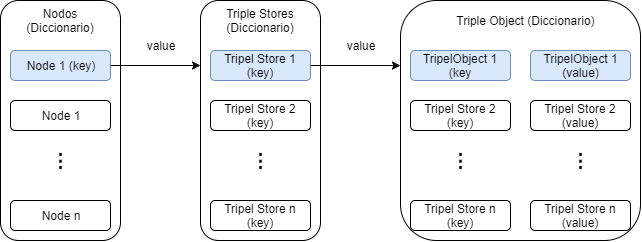 Nodos
(Diccionario)
Node 1 (key)
Node 1
Node n
value
Triple Stores
(Diccionario)
Tripel Store 1
(key)
Tripel Store 2
(key)
Tripel Store n
(key)
value
Triple Object (Diccionario)
TripelObject 1
(key
TripelObject 1
(value)
Tripel Store 2
(key)
Tripel Store 2
(value)
Tripel Store n
(key)
Tripel Store n
(value)